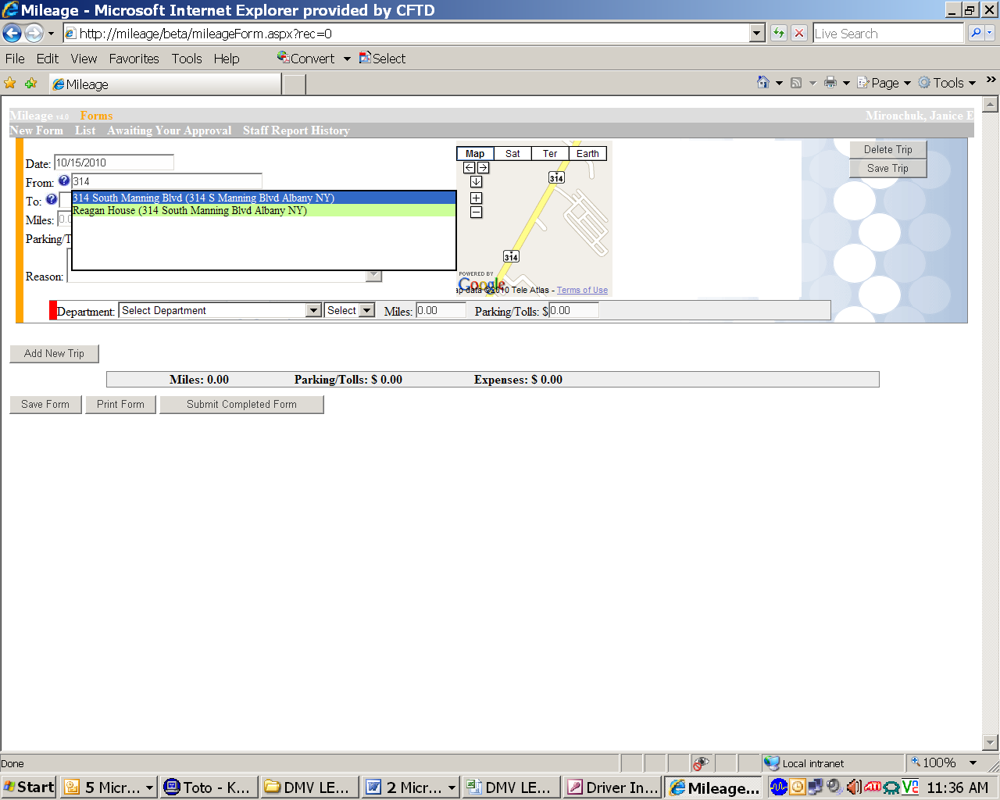 Mileage - Microsoft Internet Explorer provided by CFTD
http://mileage/beta/mileageForm.aspx?rec=0
Live Search
File Edit View Favorites Tools Help Convert Select
Mileage
Page Tools
Mileage v4.0 Forms Mironchuk, Janice E
New Form List Awaiting Your Approval Staff Report History
Date: 10/15/2010
From: 314
314 South Manning Blvd (314 S Manning Blvd Albany NY)
To:
Reagan House (314 South Manning Blvd Albany NY)
Miles: 0.0
Parking/T
Reason:
Map Sat Ter Earth
314
314
POWERED BY
Google
ap data ©2010 Tele Atlas - Terms of Use
Delete Trip
Save Trip
Department: Select Department Select Miles: 0.00 Parking/Tolls: $0.00
Add New Trip
Miles: 0.00 Parking/Tolls: $ 0.00 Expenses: $ 0.00
Save Form Print Form Submit Completed Form
Done Local intranet 100%
Start 5 Micr... Toto - K... DMV LE... 2 Micr... DMV LE... Driver In... Mileage... 11:36 AM